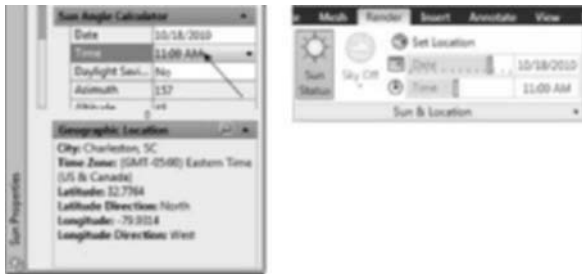 Sun Angle Calculator
Date 10/18/2010
Time 11:00 AM
Daylight Savi... No
Azimuth 157
Altitude
Geographic Location
City: Charleston, SC
Time Zone: (GMT-05:00) Eastern Time
(US & Canada)
Latitude: 32.7764
Latitude Direction: North
Longitude: -79.9314
Longitude Direction: West
Sun Properties
Mesh Render Insert Annotate View
Sun
Status
Sky Off
Set Location
Date 10/18/2010
Time 11:00 AM
Sun & Location